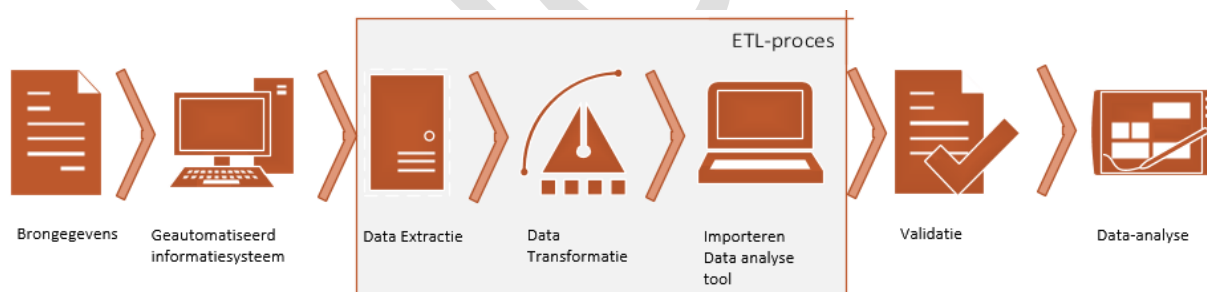 ETL-proces
Brongegevens
Geautomatiseerd
informatiesysteem
Data Extractie
Data
Transformatie
Importeren
Data analyse
tool
Validatie
Data-analyse